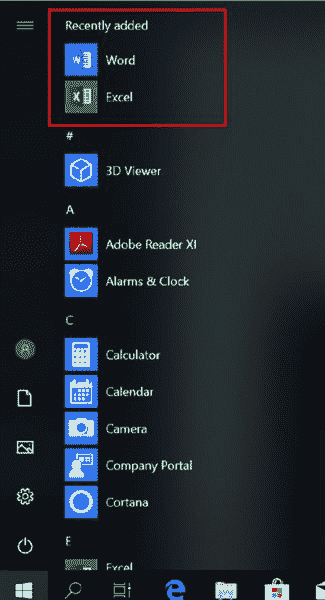 Recently added
Word
Excel
#
3D Viewer
A
Adobe Reader XI
Alarms & Clock
C
Calculator
Calendar
Camera
Company Portal
Cortana
E
Excel